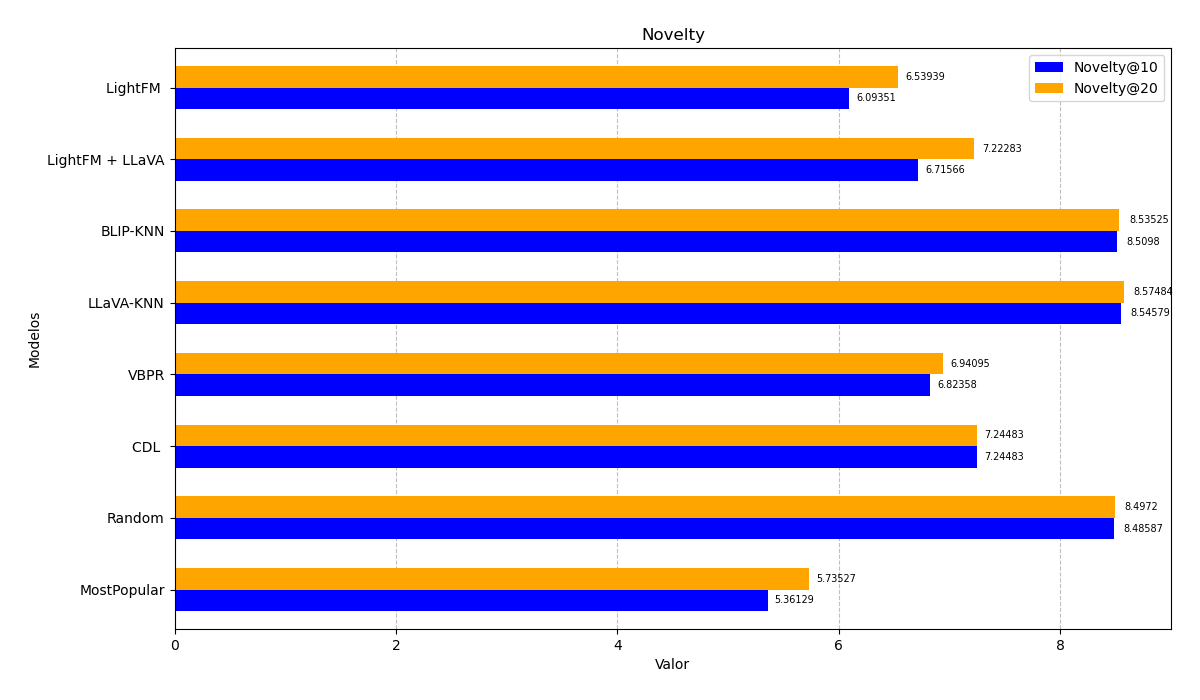 Novelty
Novelty@10
Novelty@20
LightFM
6.53939
6.09351
LightFM + LLaVA
7.22283
6.71566
BLIP-KNN
8.53525
8.5098
LLaVA-KNN
8.57484
8.54579
VBPR
6.94095
6.82358
CDL
7.24483
7.24483
Random
8.4972
8.48587
MostPopular
5.73527
5.36129
Modelos
0 2 4 6 8
Valor